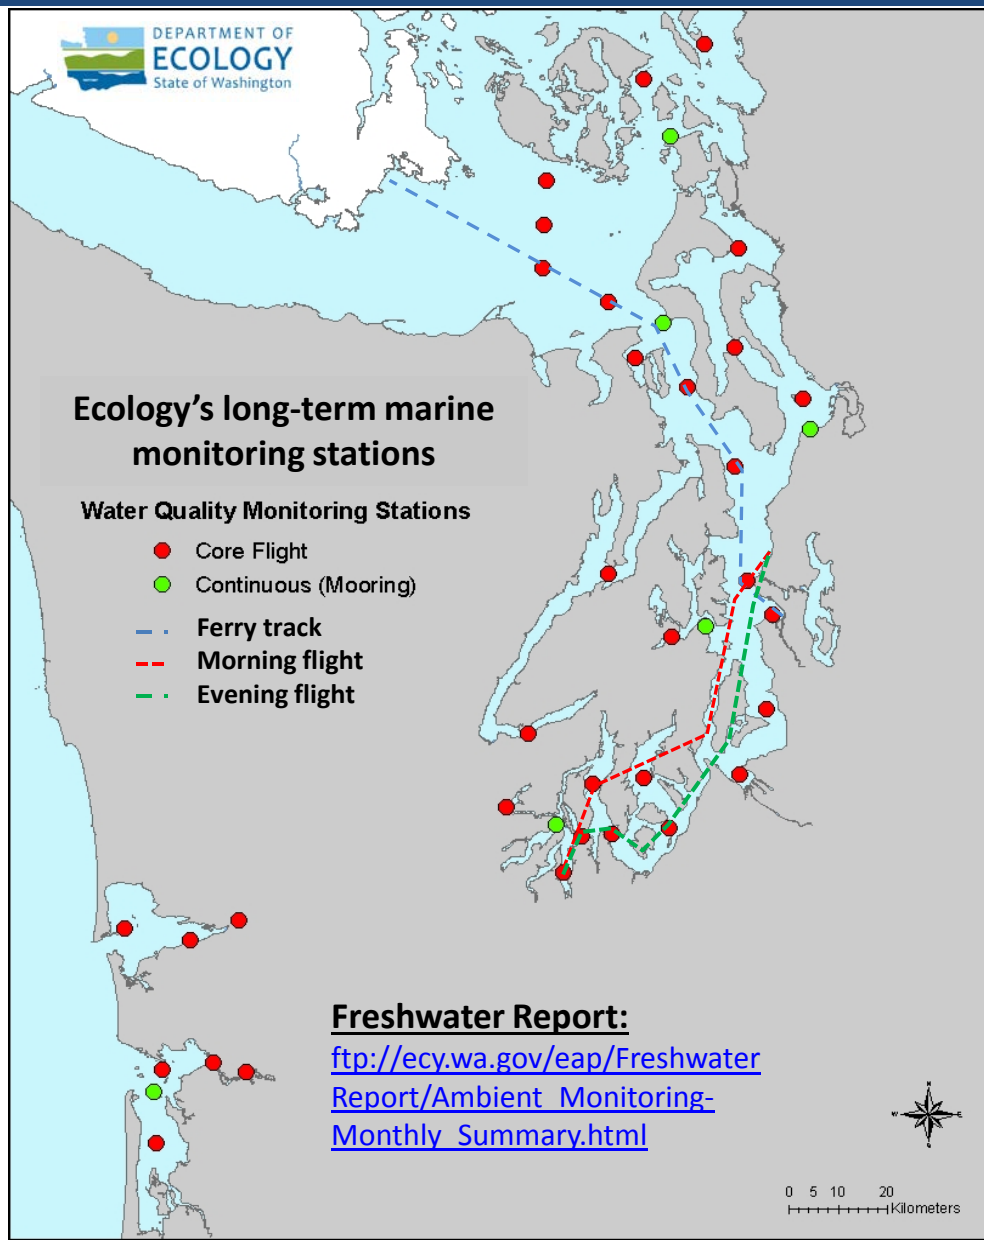 DEPARTMENT OF
ECOLOGY
State of Washington
Ecology's long-term marine
monitoring stations
Water Quality Monitoring Stations
Core Flight
Continuous (Mooring)
Ferry track
Morning flight
Evening flight
Freshwater Report:
ftp://ecy.wa.gov/eap/Freshwater
Report/Ambient_Monitoring-
Monthly_Summary.html
N
W E
S
0 5 10 20
Kilometers